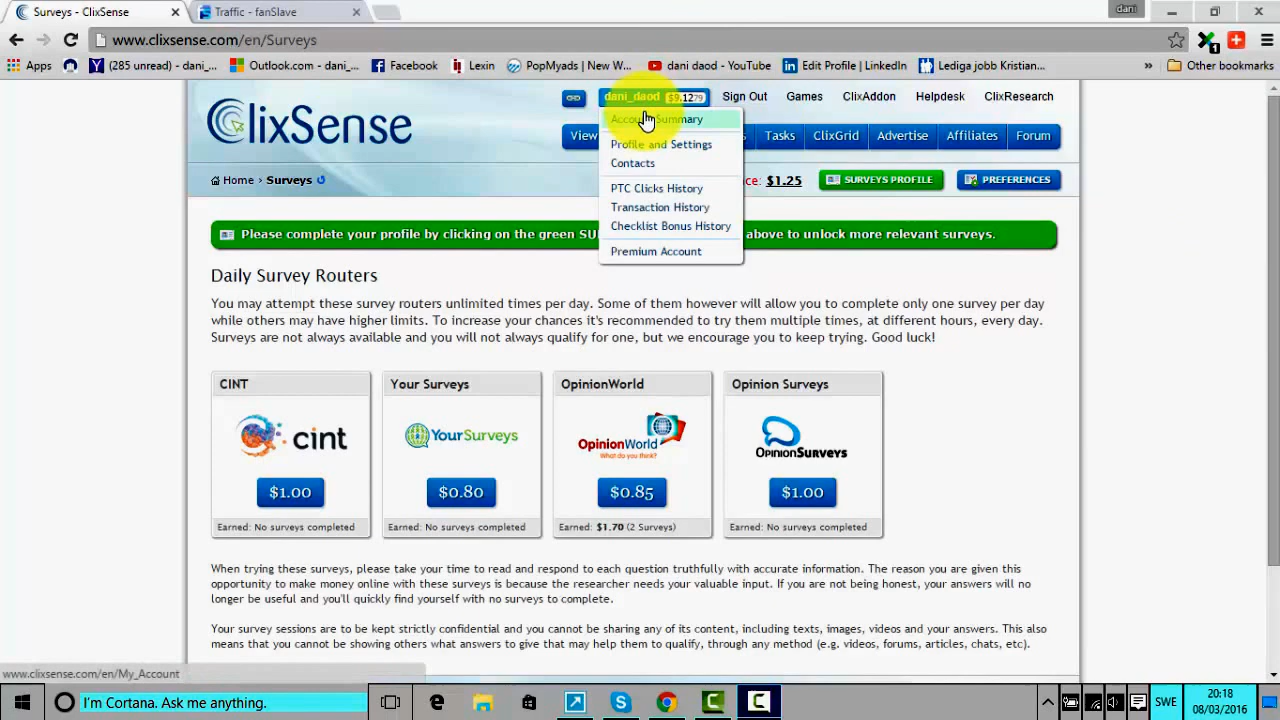 Surveys - ClixSense
Traffic - fanSlave
dani
www.clixsense.com/en/Surveys
Apps
(285 unread) - dani_...
Outlook.com - dani_...
Facebook
Lexin
PopMyads | New W...
dani daod - YouTube
Edit Profile | LinkedIn
Lediga jobb Kristian...
»
Other bookmarks
ClixSense
dani_daod $9.1279
Sign Out
Games
ClixAddon
Helpdesk
ClixResearch
View
Tasks
ClixGrid
Advertise
Affiliates
Forum
Account Summary
Profile and Settings
Contacts
PTC Clicks History
Transaction History
Checklist Bonus History
Premium Account
Home » Surveys
ce: $1.25
SURVEYS PROFILE
PREFERENCES
Please complete your profile by clicking on the green SU above to unlock more relevant surveys.
Daily Survey Routers
You may attempt these survey routers unlimited times per day. Some of them however will allow you to complete only one survey per day
while others may have higher limits. To increase your chances it's recommended to try them multiple times, at different hours, every day.
Surveys are not always available and you will not always qualify for one, but we encourage you to keep trying. Good luck!
CINT
cint
$1.00
Earned: No surveys completed
Your Surveys
YourSurveys
$0.80
Earned: No surveys completed
OpinionWorld
OpinionWorld
What do you think?
$0.85
Earned: $1.70 (2 Surveys)
Opinion Surveys
OpinionSurveys
$1.00
Earned: No surveys completed
When trying these surveys, please take your time to read and respond to each question truthfully with accurate information. The reason you are given this
opportunity to make money online with these surveys is because the researcher needs your valuable input. If you are not being honest, your answers will no
longer be useful and you'll quickly find yourself with no surveys to complete.
Your survey sessions are to be kept strictly confidential and you cannot be sharing any of its content, including texts, images, videos and your answers. This also
means that you cannot be showing others what answers to give that may help them to qualify, through any method (e.g. videos, forums, articles, chats, etc).
www.clixsense.com/en/My_Account
I'm Cortana. Ask me anything.
SWE
20:18
08/03/2016